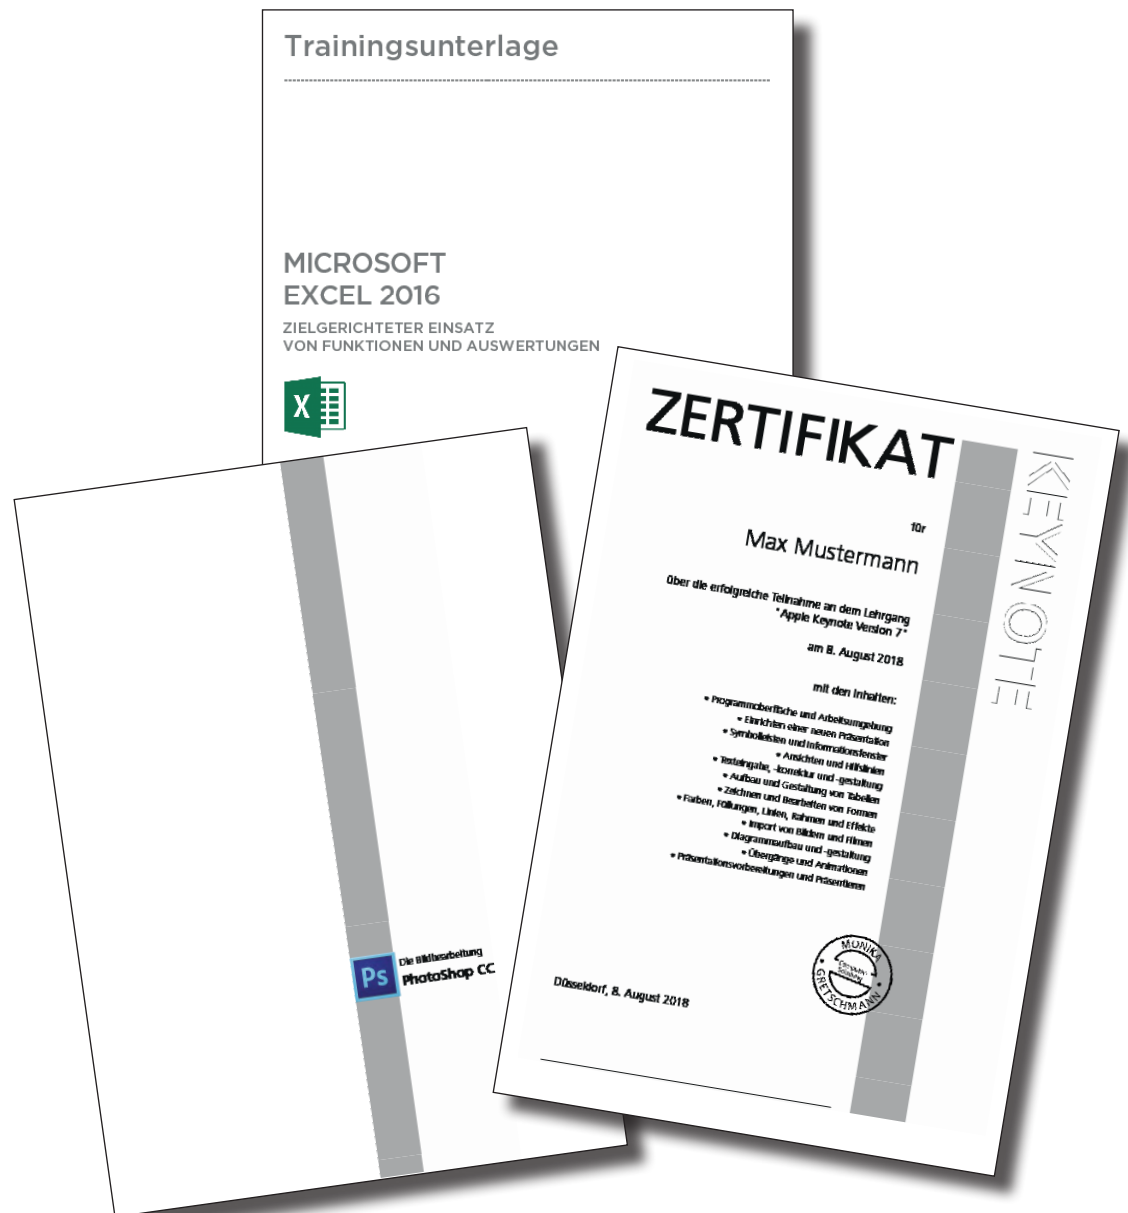 Trainingsunterlage
MICROSOFT
EXCEL 2016
ZIELGERICHTETER EINSATZ
VON FUNKTIONEN UND AUSWERTUNGEN
X
Ps
Die Bildbearbeitung
PhotoShop CC
ZERTIFIKAT
KEYNOTE
für
Max Mustermann
über die erfolgreiche Teilnahme an dem Lehrgang
"Apple Keynote Version 7"
am 8. August 2018
mit den Inhalten:
• Programmoberfläche und Arbeitsumgebung
• Einrichten einer neuen Präsentation
• Symbolleisten und Informationsfenster
• Ansichten und Hilfslinien
• Texteingabe, -korrektur und -gestaltung
• Aufbau und Gestaltung von Tabellen
• Zeichnen und Bearbeiten von Formen
• Farben, Füllungen, Linien, Rahmen und Effekte
• Import von Bildern und Filmen
• Diagrammaufbau und -gestaltung
• Übergänge und Animationen
• Präsentationsvorbereitungen und Präsentieren
MONIKA
GRETSCHMANN
Düsseldorf, 8. August 2018